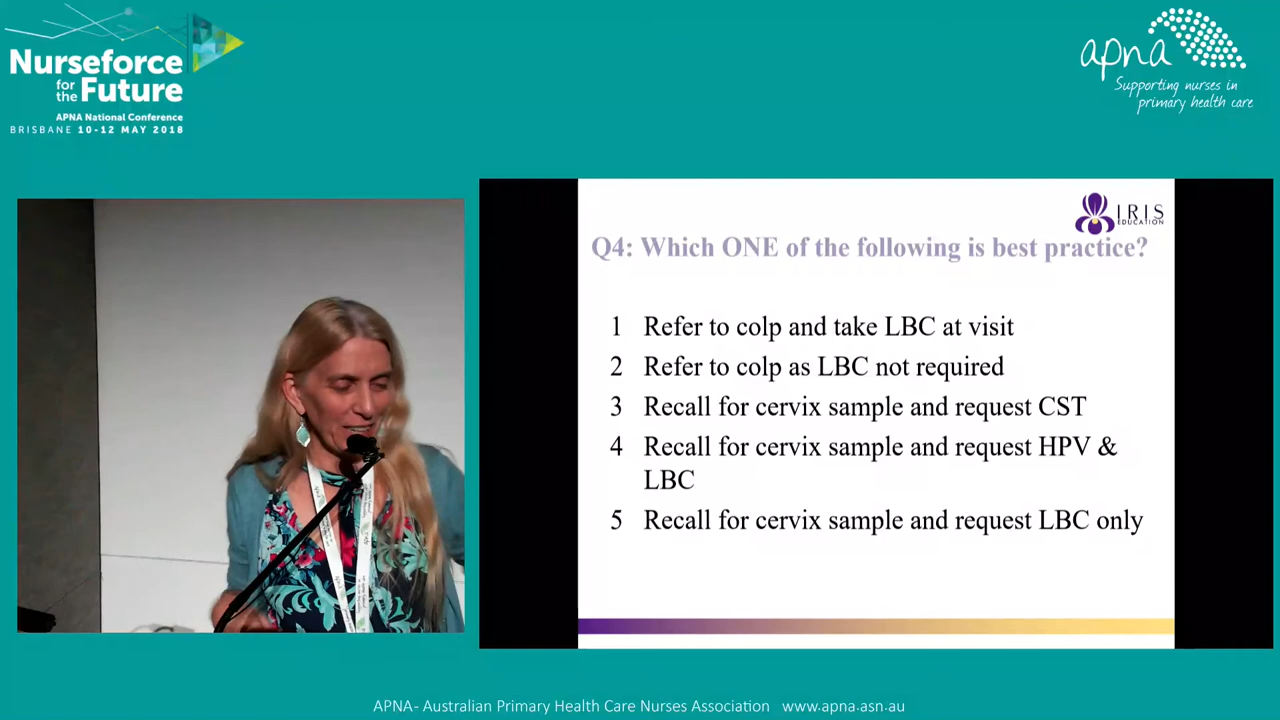 Nurseforce
for
the Future
APNA National Conference
BRISBANE 10-12 MAY 2018
apna
Supporting nurses in
primary health care
IRIS
EDUCATION
Q4: Which ONE of the following is best practice?
1 Refer to colp and take LBC at visit
2 Refer to colp as LBC not required
3 Recall for cervix sample and request CST
4 Recall for cervix sample and request HPV &
LBC
5 Recall for cervix sample and request LBC only
APNA- Australian Primary Health Care Nurses Association www.apna.asn.au